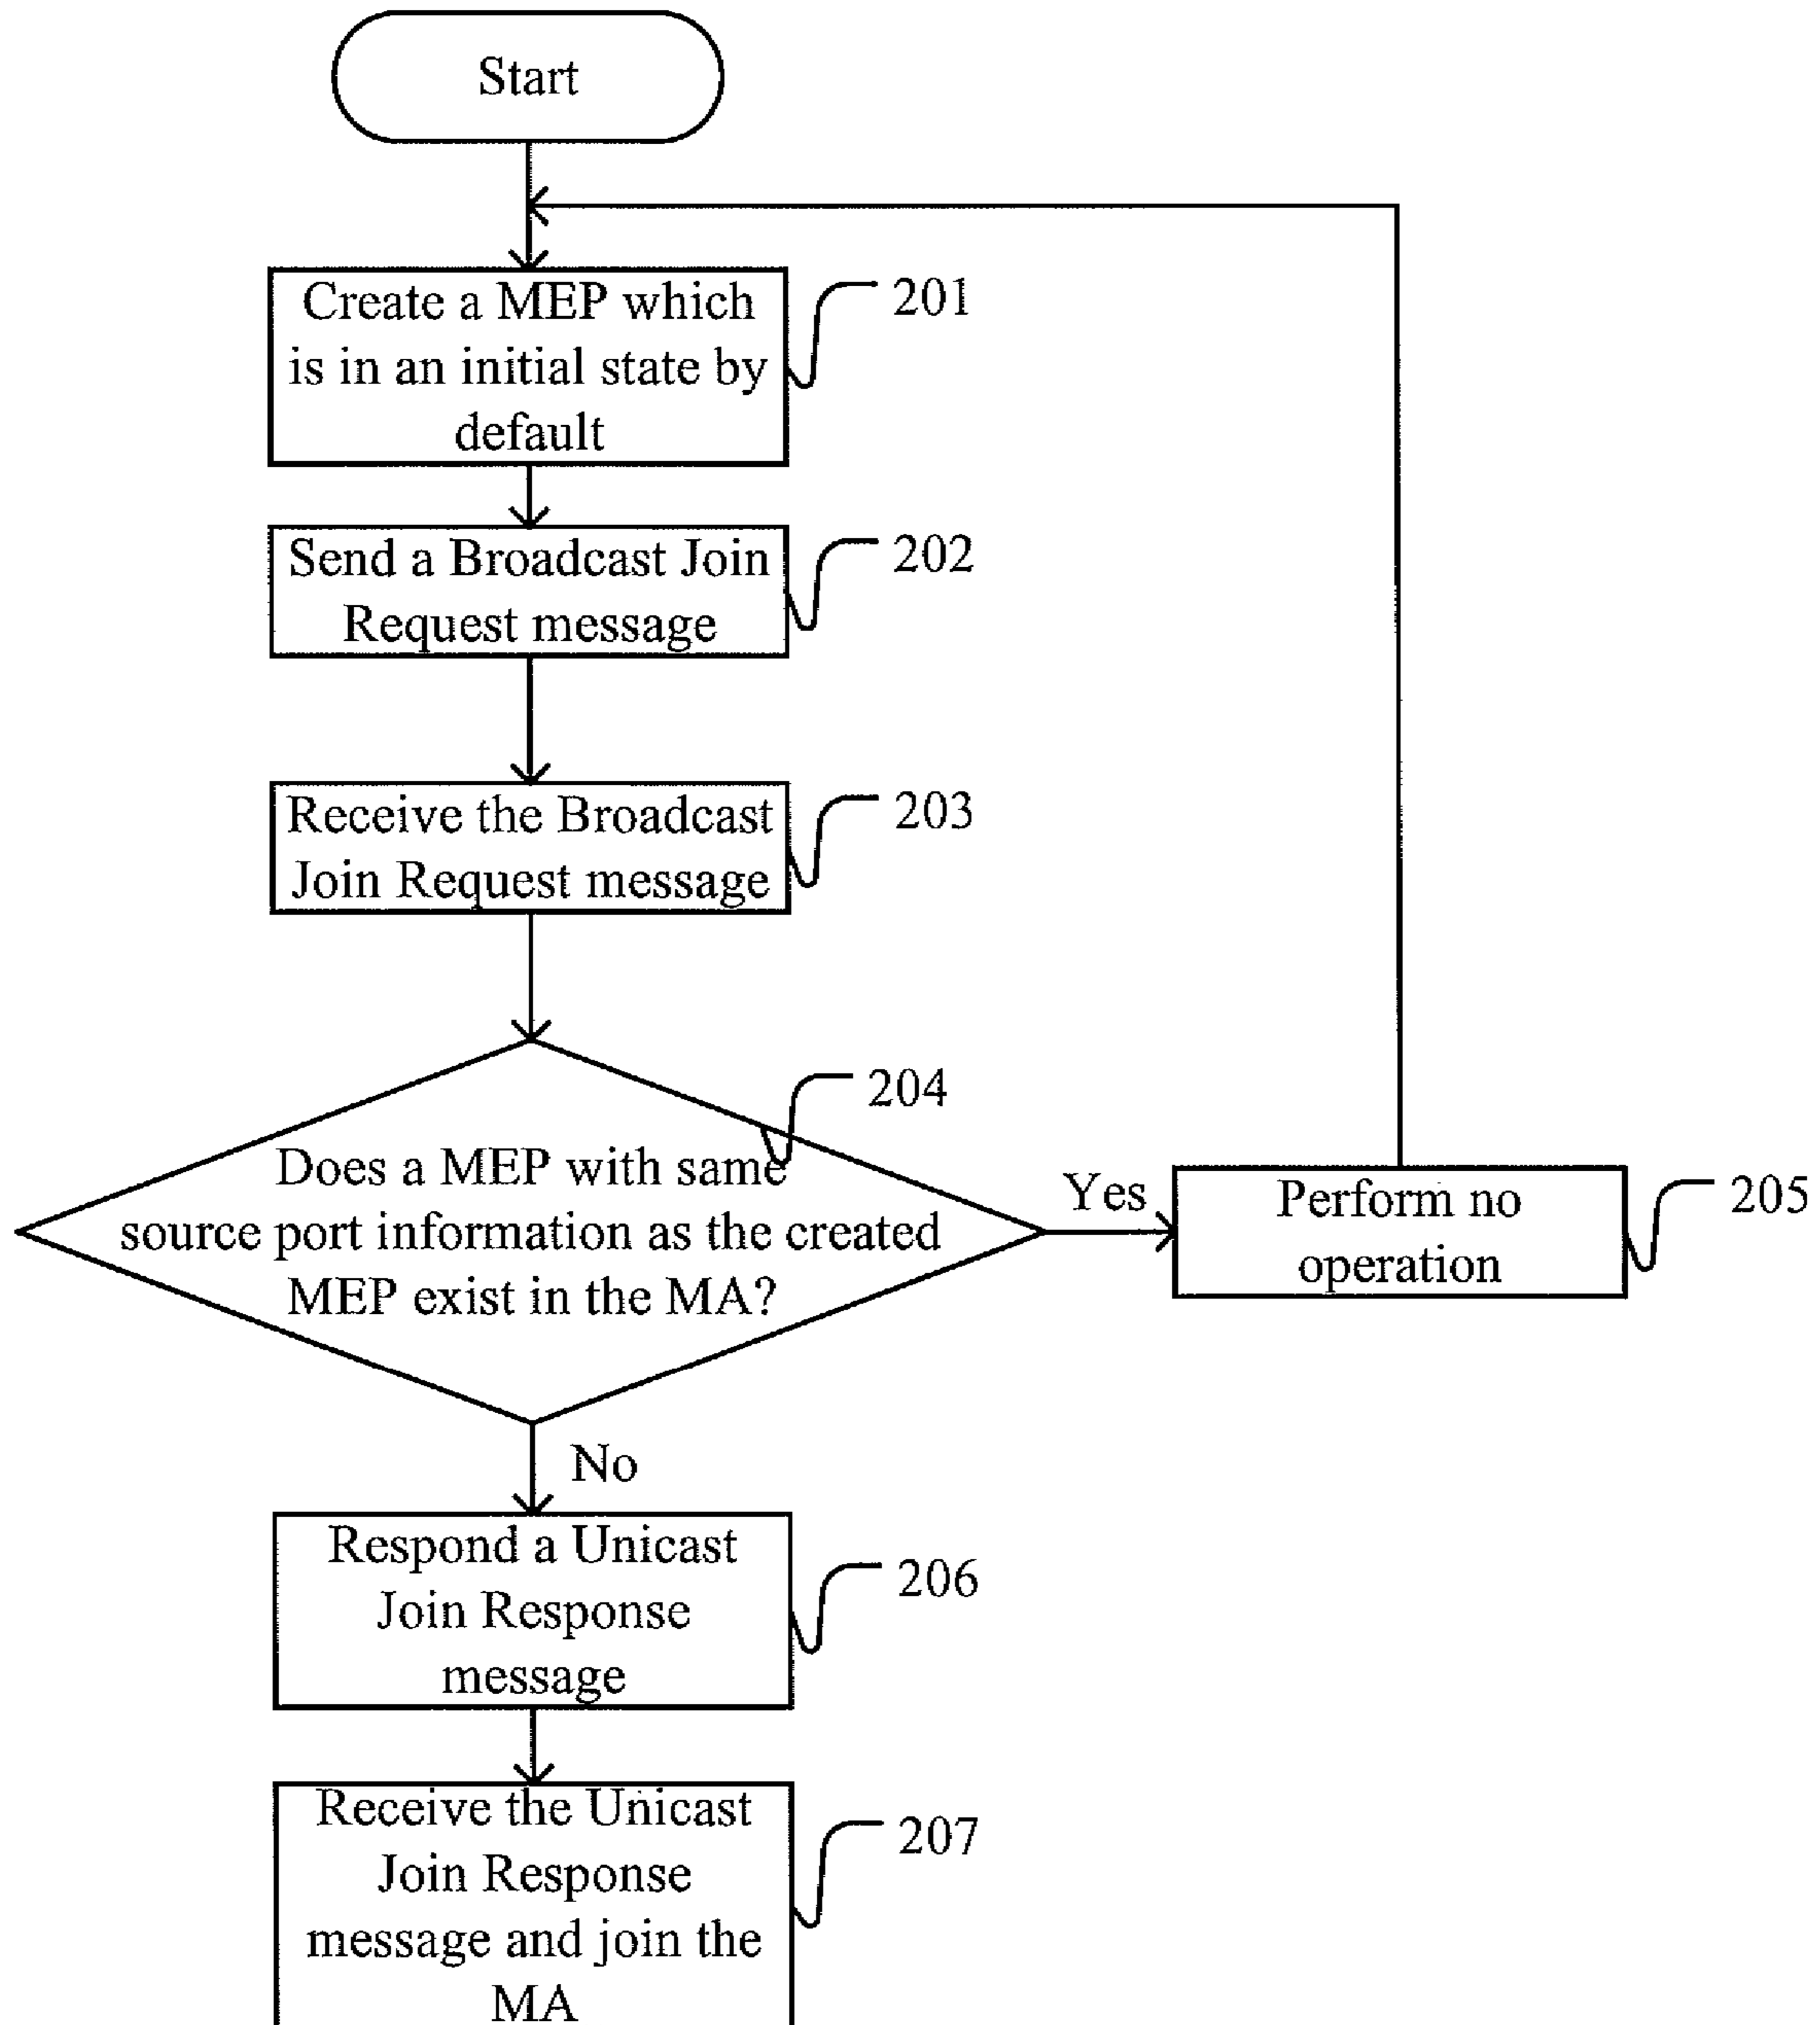 Start
Create a MEP which
is in an initial state by
default
201
Send a Broadcast Join
Request message
202
Receive the Broadcast
Join Request message
203
204
Does a MEP with same
source port information as the created
MEP exist in the MA?
Yes
Perform no
operation
205
No
Respond a Unicast
Join Response
message
206
Receive the Unicast
Join Response
message and join the
MA
207